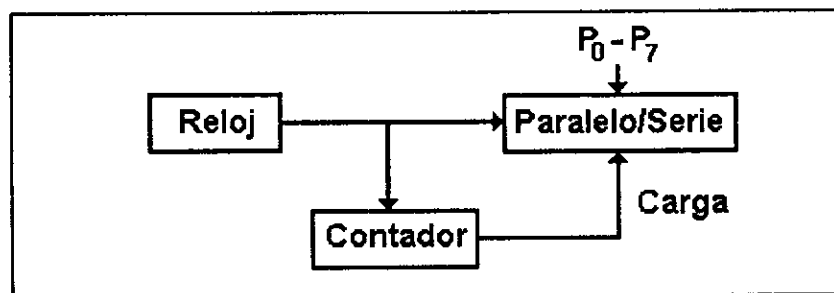 P0 - P7
Reloj
Paralelo/Serie
Carga
Contador